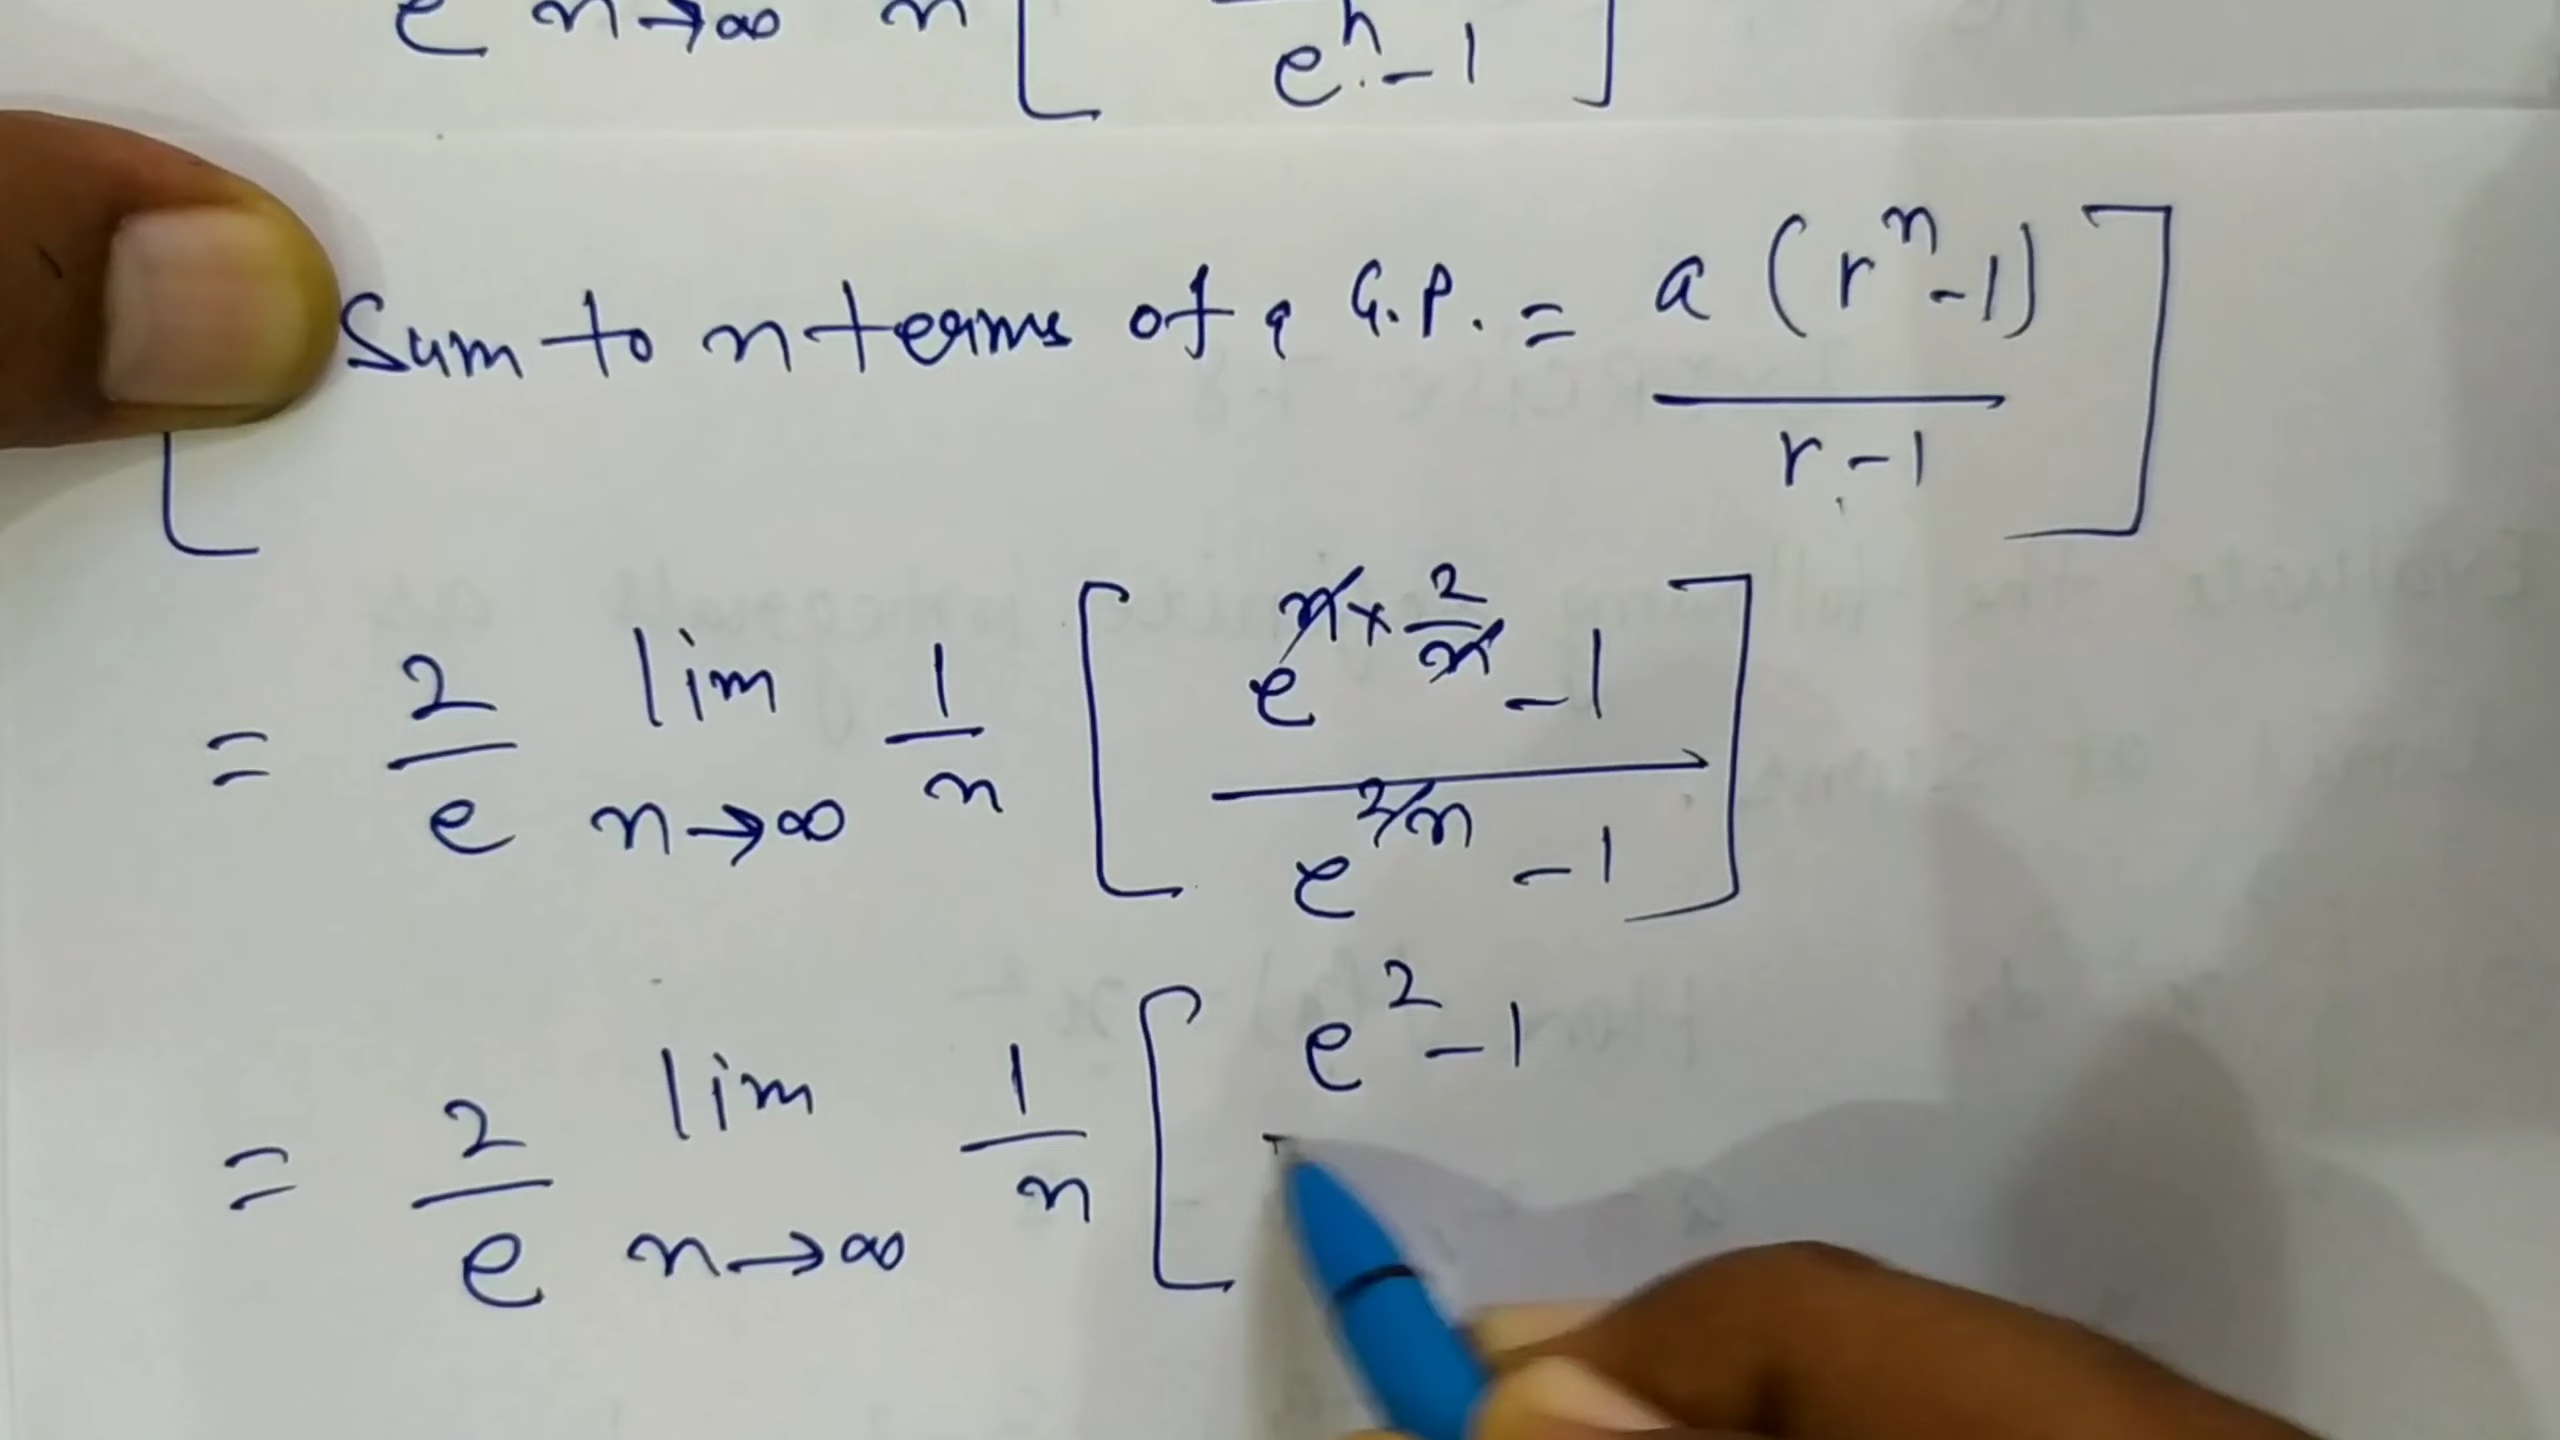 e n→∞ n [ e^h - 1 ]
[ Sum to n terms of a G.P. = a (r^n - 1) / r - 1 ]
= 2/e lim n→∞ 1/n [ e^(n × 2/n) - 1 / e^(2/n) - 1 ]
= 2/e lim n→∞ 1/n [ e^2 - 1